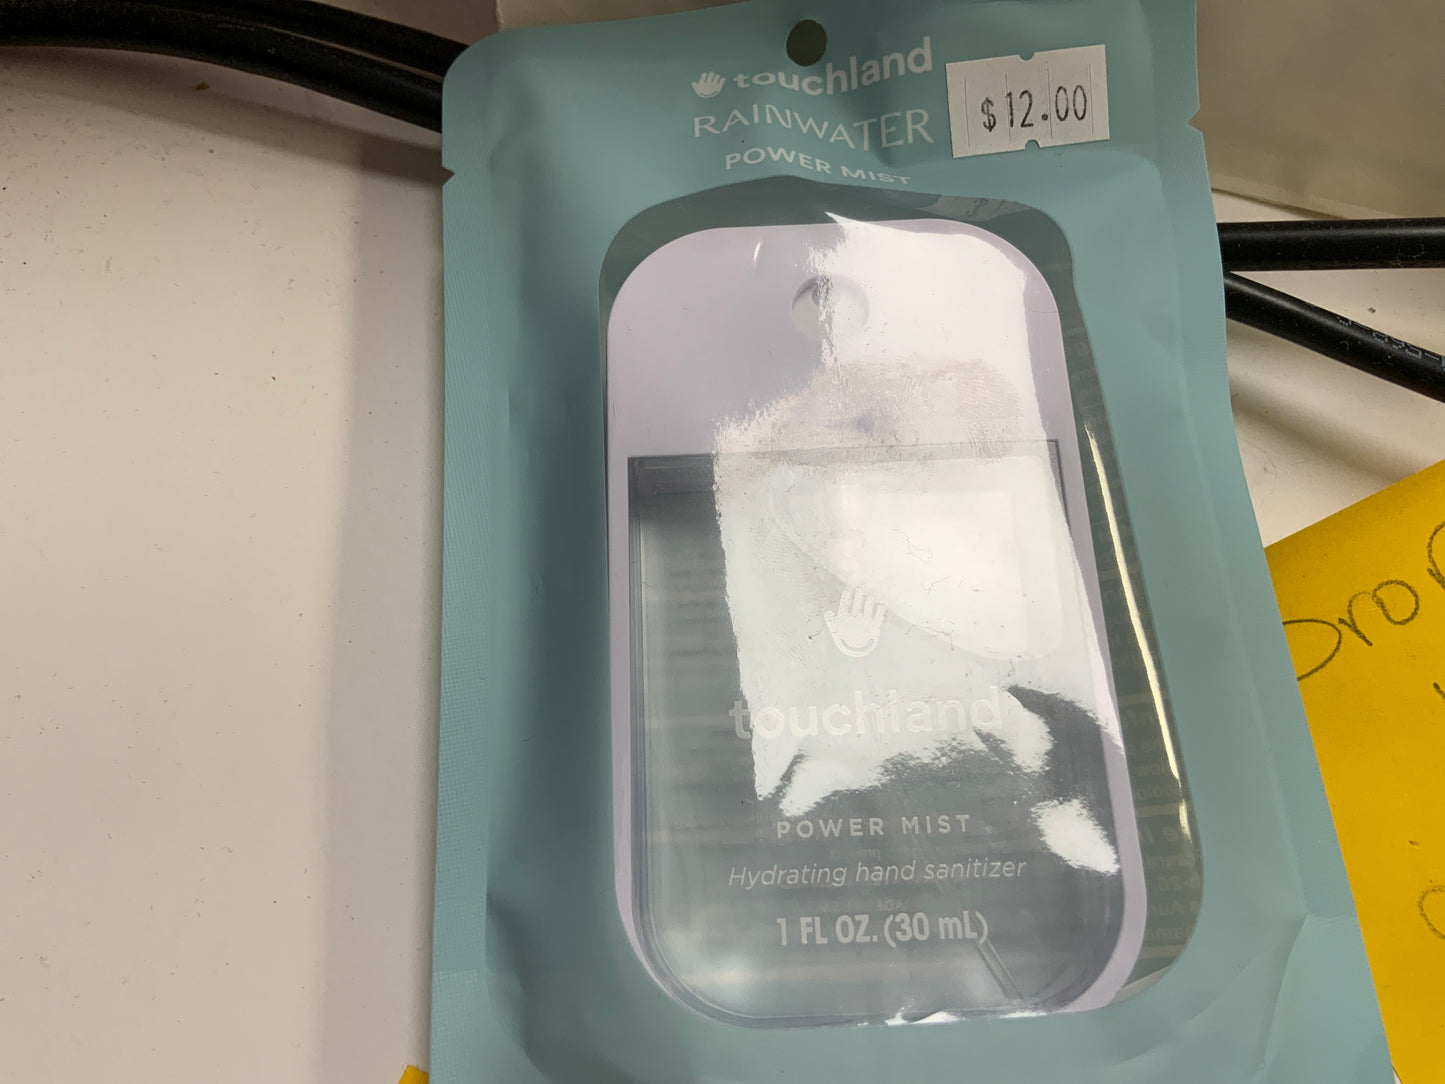 touchland
RAINWATER
POWER MIST
$12.00
touchland
POWER MIST
Hydrating hand sanitizer
1 FL OZ. (30 mL)